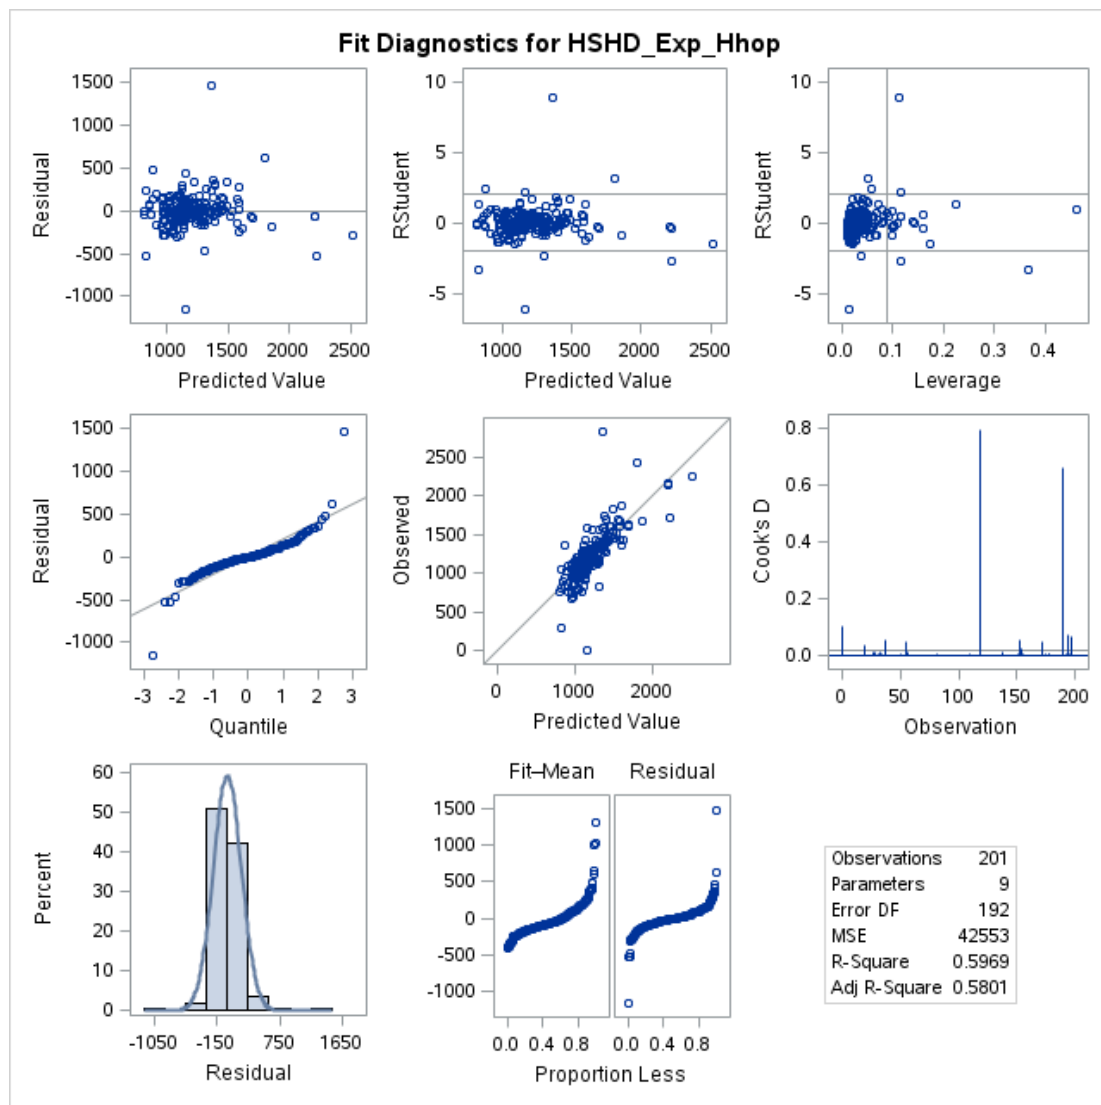 Fit Diagnostics for HSHD_Exp_Hhop
1500
1000
500
0
-500
-1000
Residual
1000 1500 2000 2500
Predicted Value
10
5
0
-5
RStudent
1000 1500 2000 2500
Predicted Value
10
5
0
-5
RStudent
0.0 0.1 0.2 0.3 0.4
Leverage
1500
1000
500
0
-500
-1000
Residual
-3 -2 -1 0 1 2 3
Quantile
2500
2000
1500
1000
500
0
Observed
0 1000 2000
Predicted Value
0.8
0.6
0.4
0.2
0.0
Cook's D
0 50 100 150 200
Observation
60
50
40
30
20
10
0
Percent
-1050 -150 750 1650
Residual
Fit–Mean Residual
1500
1000
500
0
-500
-1000
0.0 0.4 0.8 0.0 0.4 0.8
Proportion Less
Observations 201
Parameters 9
Error DF 192
MSE 42553
R-Square 0.5969
Adj R-Square 0.5801